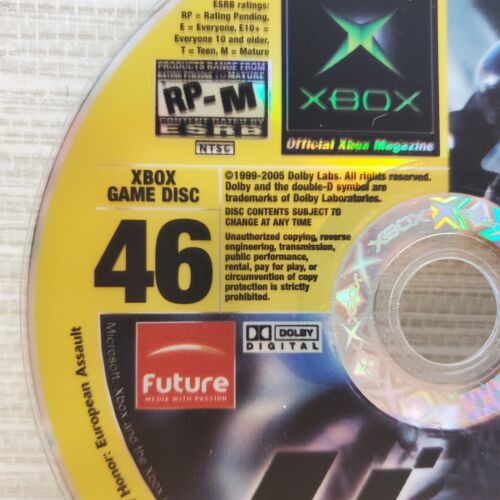 ESRB ratings:
RP = Rating Pending,
E = Everyone, E10+ =
Everyone 10 and older,
T = Teen, M = Mature
PRODUCTS RANGE FROM
RATING PENDING TO MATURE
RP-M
CONTENT RATED BY
ESRB
NTSC
XBOX
Official Xbox Magazine
XBOX
GAME DISC
46
©1999-2005 Dolby Labs. All rights reserved.
Dolby and the double-D symbol are
trademarks of Dolby Laboratories.
DISC CONTENTS SUBJECT TO
CHANGE AT ANY TIME
Unauthorized copying, reverse
engineering, transmission,
public performance,
rental, pay for play, or
circumvention of copy
protection is strictly
prohibited.
XBOX
Future
MEDIA WITH PASSION
DOLBY
DIGITAL
Honor: European Assault
Microsoft, Xbox and the Xbox